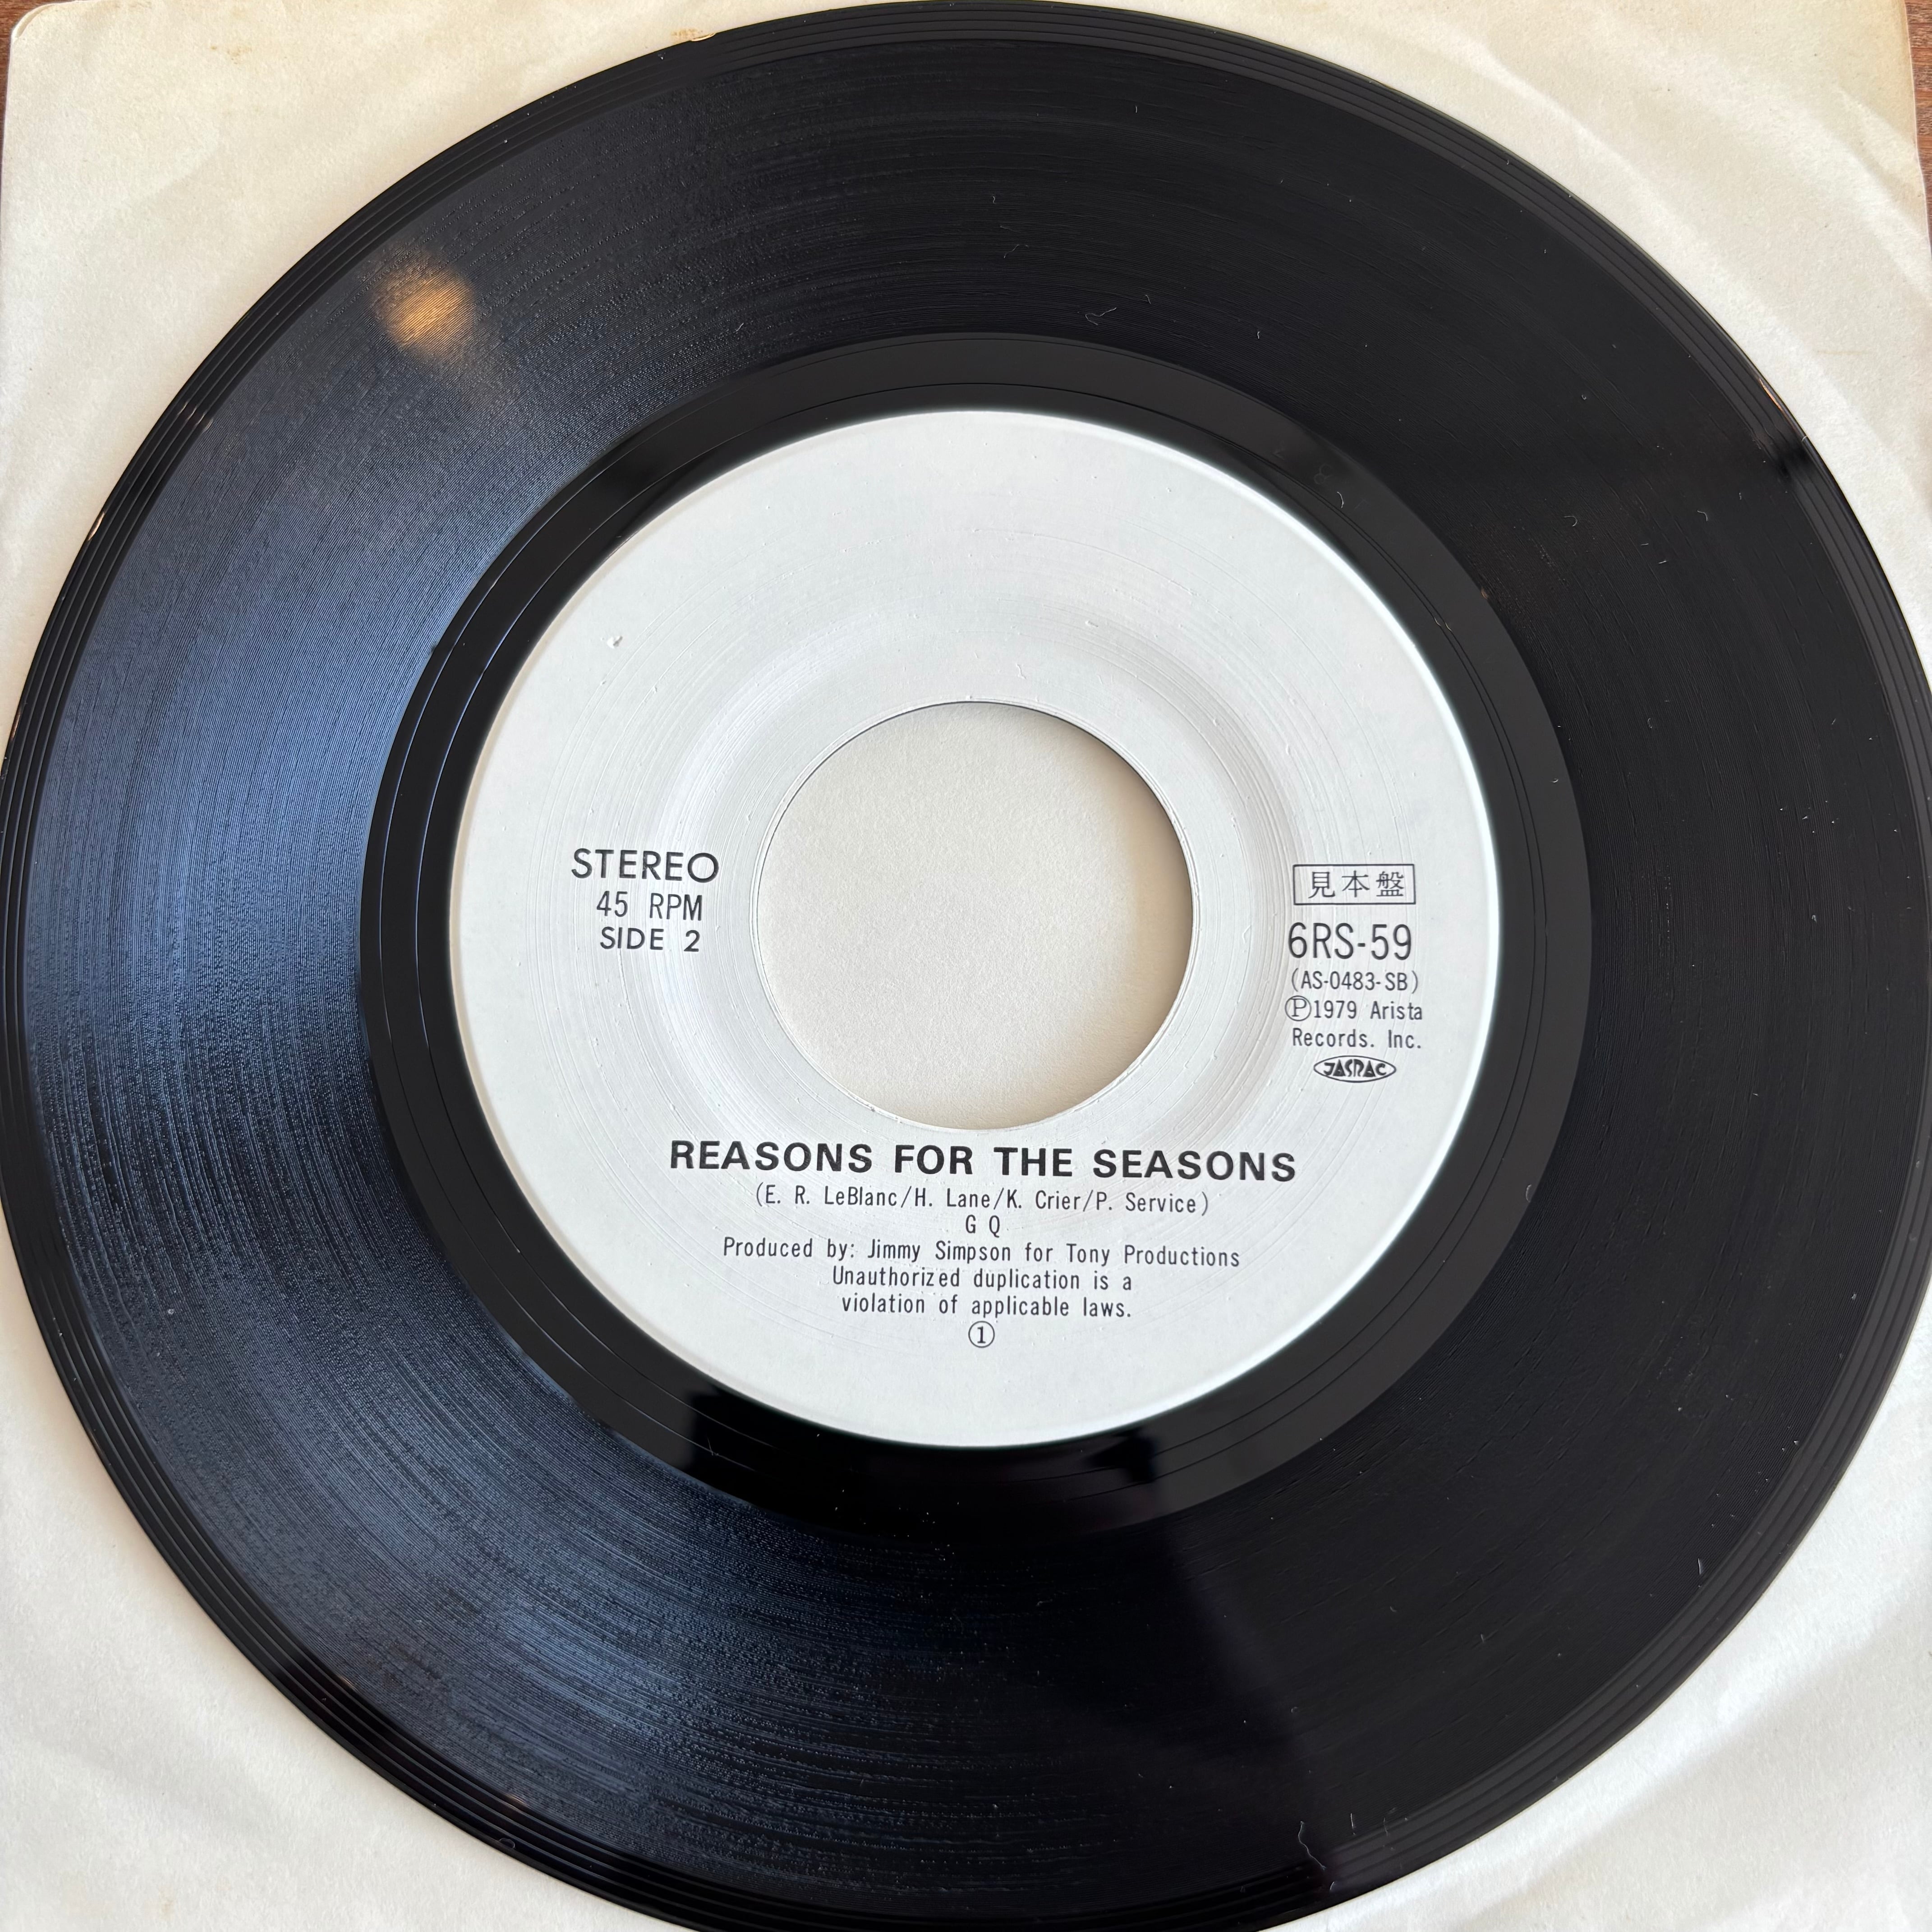 STEREO
45 RPM
SIDE 2
見本盤
6RS-59
(AS-0483-SB)
Ⓟ1979 Arista
Records. Inc.
JASRAC
REASONS FOR THE SEASONS
(E. R. LeBlanc/H. Lane/K. Crier/P. Service)
G Q
Produced by: Jimmy Simpson for Tony Productions
Unauthorized duplication is a
violation of applicable laws.
①